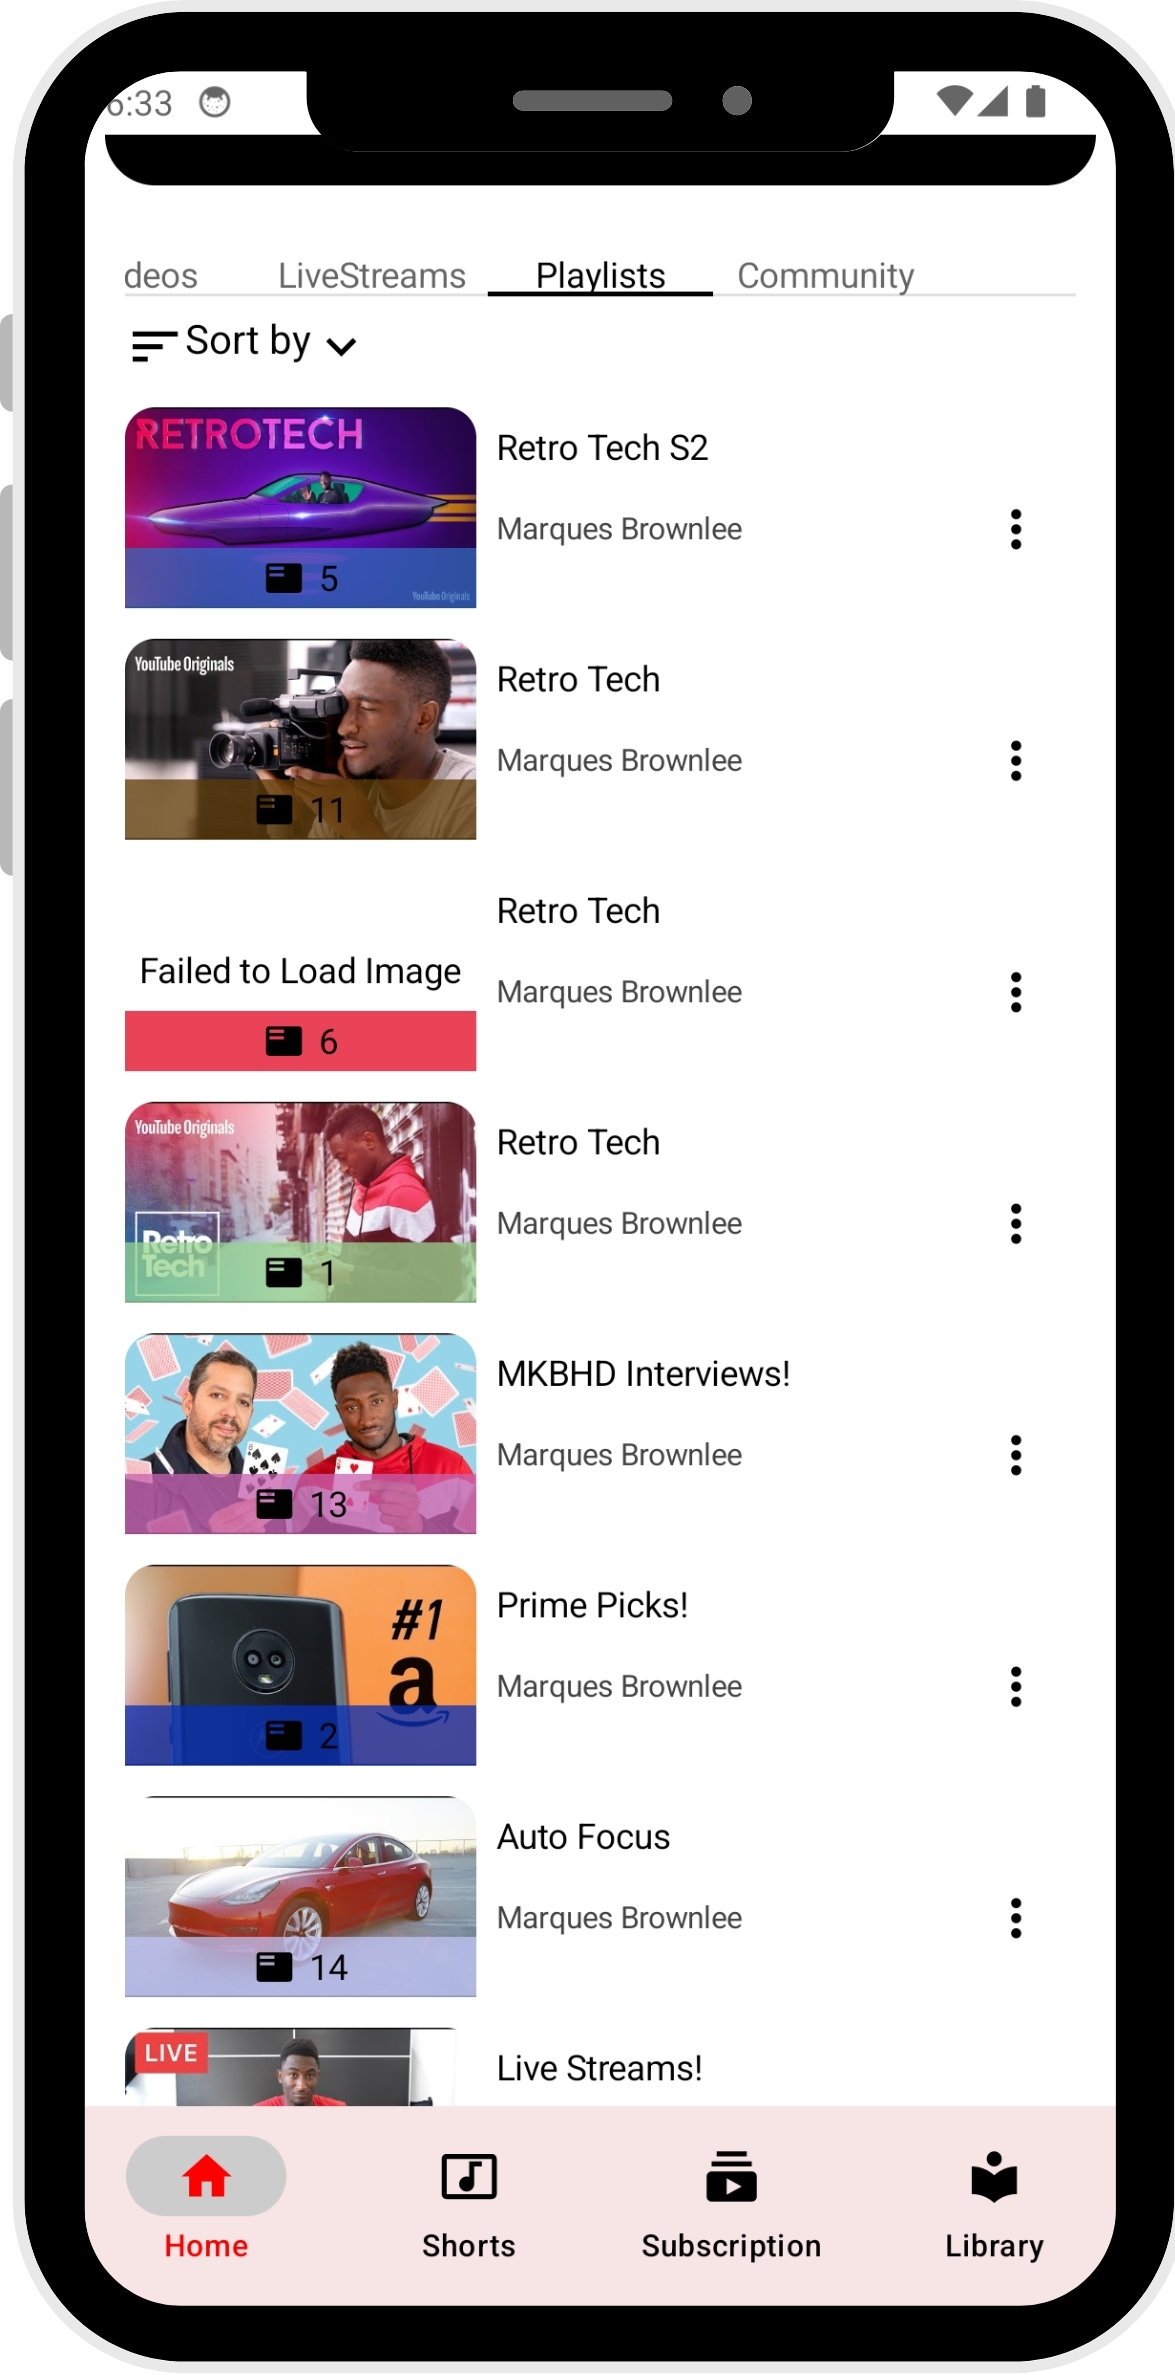 6:33
deos LiveStreams Playlists Community
Sort by
RETROTECH
Retro Tech S2
Marques Brownlee
5
YouTube Originals
YouTube Originals
Retro Tech
Marques Brownlee
11
Retro Tech
Failed to Load Image
Marques Brownlee
6
YouTube Originals
Retro Tech
Marques Brownlee
Retro
Tech
1
MKBHD Interviews!
Marques Brownlee
13
#1
a
Prime Picks!
Marques Brownlee
2
Auto Focus
Marques Brownlee
14
LIVE
Live Streams!
Home Shorts Subscription Library